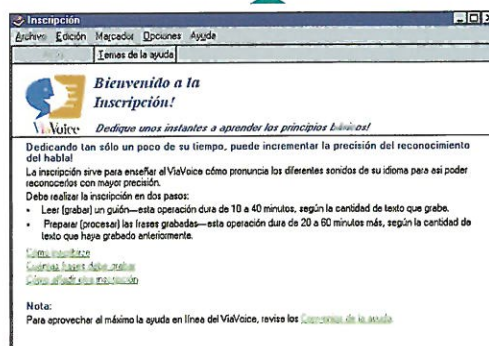 Inscripción
Archivo Edición Marcador Opciones Ayuda
Temas de la ayuda
Bienvenido a la
Inscripción!
ViaVoice
Dedique unos instantes a aprender los principios básicos!
Dedicando tan sólo un poco de su tiempo, puede incrementar la precisión del reconocimiento
del habla!
La inscripción sirve para enseñar al ViaVoice cómo pronuncia los diferentes sonidos de su idioma para asi poder
reconocerlos con mayor precisión.
Debe realizar la inscripción en dos pasos:
• Leer (grabar) un guión—esta operación dura de 10 a 40 minutos, según la cantidad de texto que grabe.
• Preparar (procesar) las frases grabadas—esta operación dura de 20 a 60 minutos más, según la cantidad de
texto que haya grabado anteriormente.
Cómo inscribirse
Cuántas frases debe grabar
Cómo añadir otra inscripción
Nota:
Para aprovechar al máximo la ayuda en línea del ViaVoice, revise los Convenios de la ayuda.